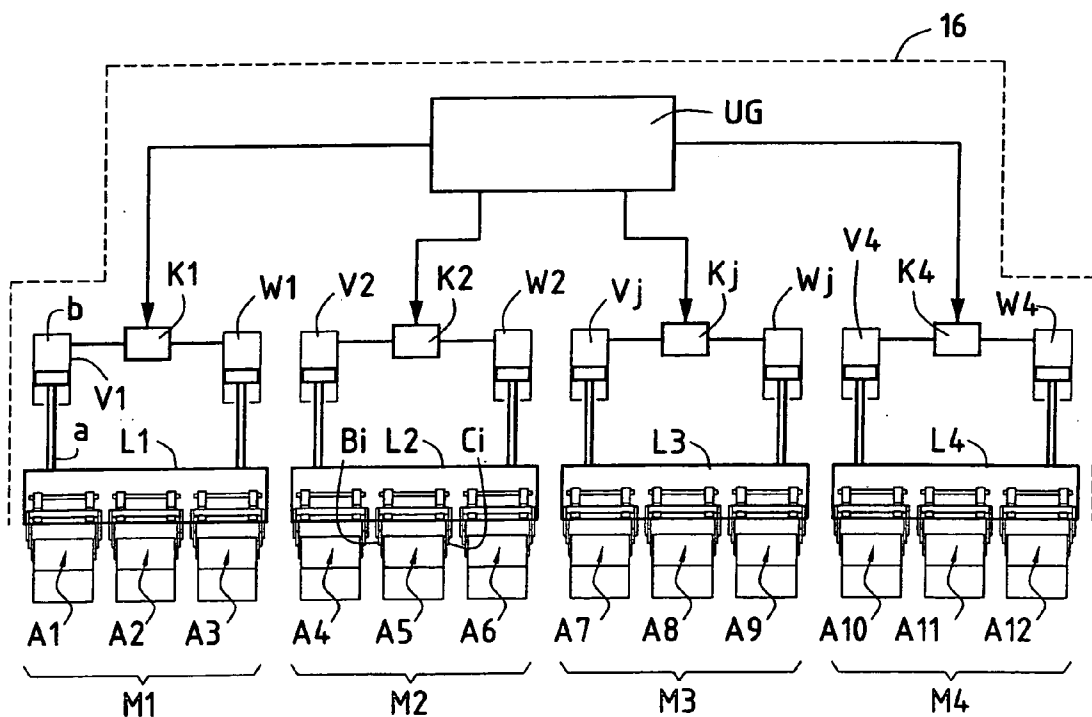 16
UG
b K1 W1 V2 K2 W2 Vj Kj Wj V4 K4 W4
V1
a L1 Bi L2 Ci L3 L4
A1 A2 A3 A4 A5 A6 A7 A8 A9 A10 A11 A12
M1 M2 M3 M4